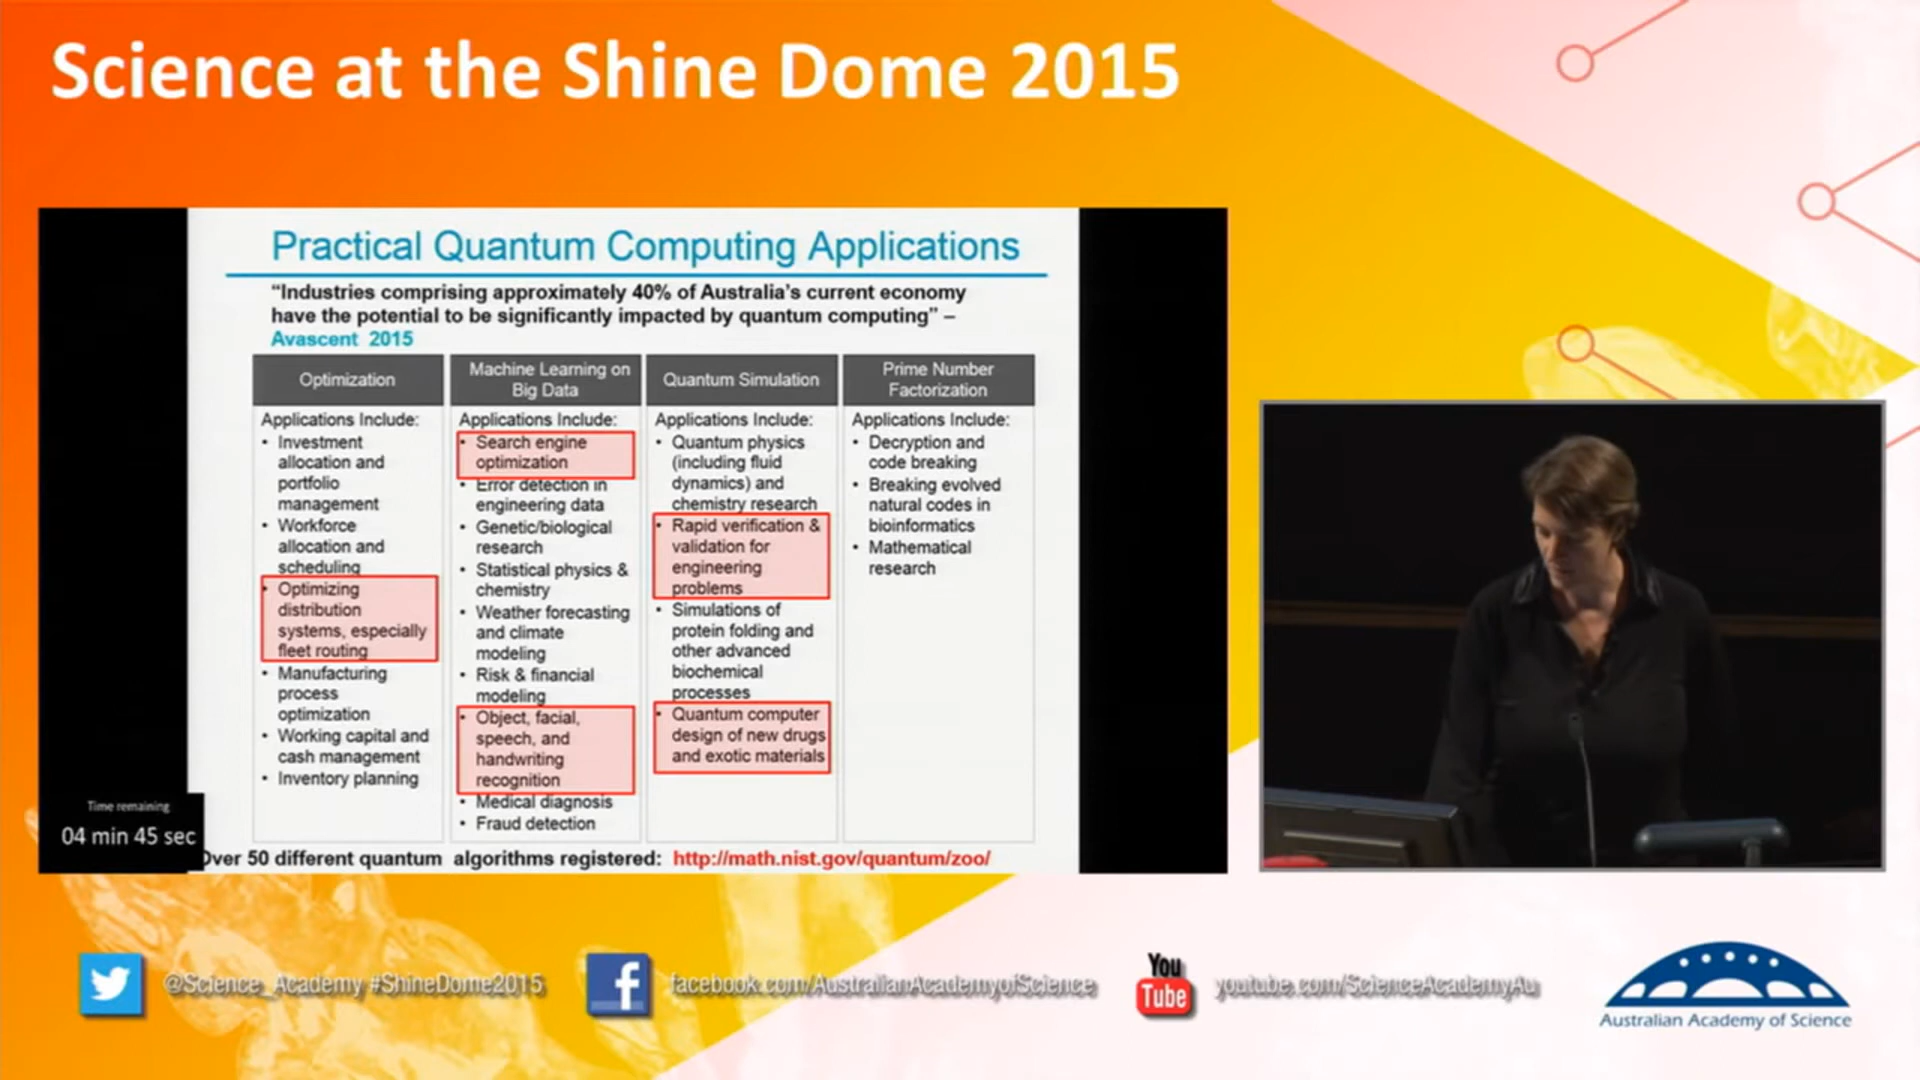 Science at the Shine Dome 2015
Practical Quantum Computing Applications
“Industries comprising approximately 40% of Australia’s current economy
have the potential to be significantly impacted by quantum computing” –
Avascent 2015
Optimization
Applications Include:
• Investment
allocation and
portfolio
management
• Workforce
allocation and
scheduling
• Optimizing
distribution
systems, especially
fleet routing
• Manufacturing
process
optimization
• Working capital and
cash management
• Inventory planning
Machine Learning on
Big Data
Applications Include:
• Search engine
optimization
• Error detection in
engineering data
• Genetic/biological
research
• Statistical physics &
chemistry
• Weather forecasting
and climate
modeling
• Risk & financial
modeling
• Object, facial,
speech, and
handwriting
recognition
• Medical diagnosis
• Fraud detection
Quantum Simulation
Applications Include:
• Quantum physics
(including fluid
dynamics) and
chemistry research
• Rapid verification &
validation for
engineering
problems
• Simulations of
protein folding and
other advanced
biochemical
processes
• Quantum computer
design of new drugs
and exotic materials
Prime Number
Factorization
Applications Include:
• Decryption and
code breaking
• Breaking evolved
natural codes in
bioinformatics
• Mathematical
research
Time remaining
04 min 45 sec
Over 50 different quantum algorithms registered: http://math.nist.gov/quantum/zoo/
@Science_Academy #ShineDome2015
facebook.com/AustralianAcademyofScience
You
Tube
youtube.com/ScienceAcademyAu
Australian Academy of Science